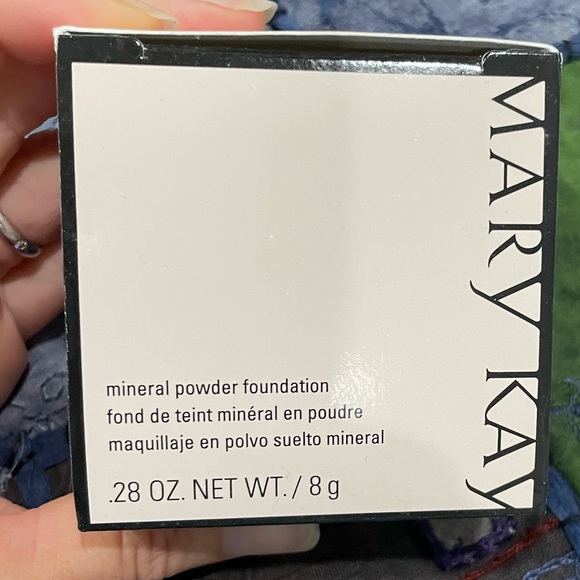 MARY KAY
mineral powder foundation
fond de teint minéral en poudre
maquillaje en polvo suelto mineral
.28 OZ. NET WT. / 8 g